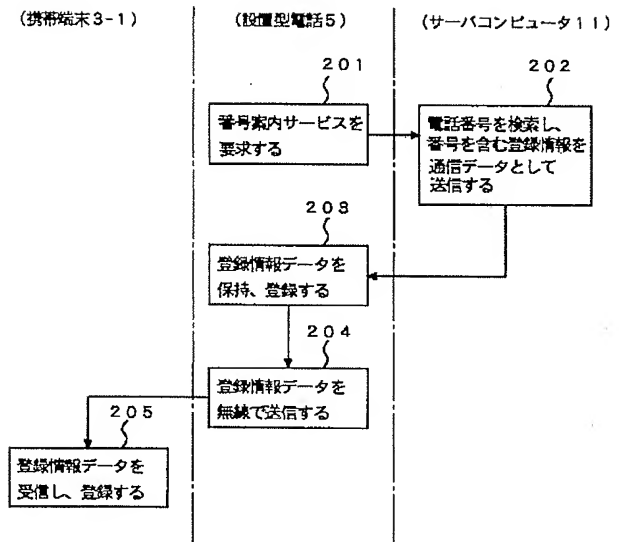 (携帯端末3-1)
(設置型電話5)
(サーバコンピュータ11)
201
番号案内サービスを
要求する
202
電話番号を検索し、
番号を含む登録情報を
通信データとして
送信する
203
登録情報データを
保持、登録する
204
登録情報データを
無線で送信する
205
登録情報データを
受信し、登録する